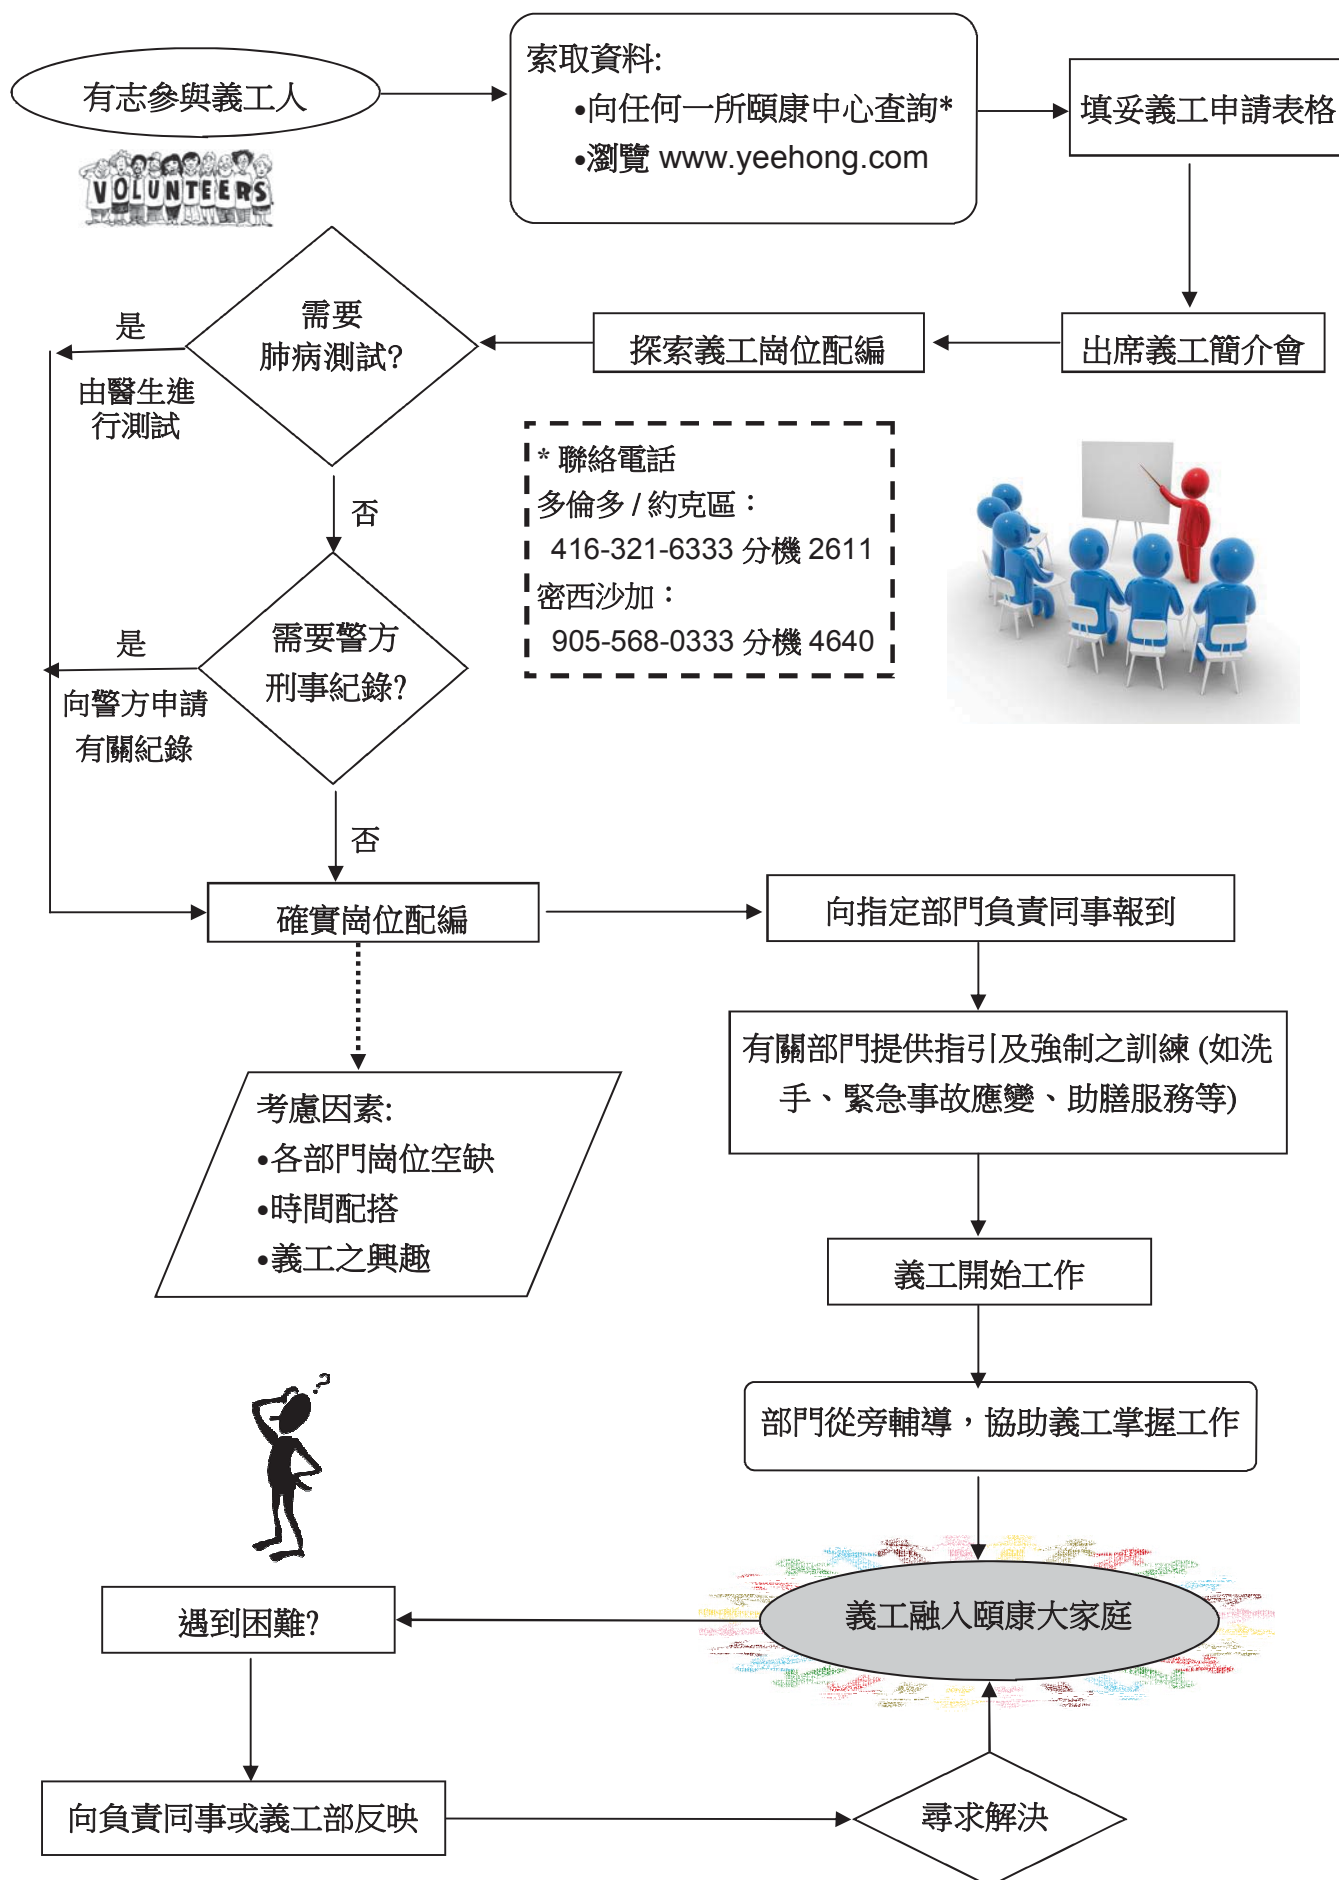 有志參與義工人
VOLUNTEERS
索取資料:
•向任何一所頤康中心查詢*
•瀏覽 www.yeehong.com
填妥義工申請表格
出席義工簡介會
探索義工崗位配編
需要
肺病測試?
是
由醫生進
行測試
否
* 聯絡電話
多倫多 / 約克區：
416-321-6333 分機 2611
密西沙加：
905-568-0333 分機 4640
需要警方
刑事紀錄?
是
向警方申請
有關紀錄
否
確實崗位配編
考慮因素:
•各部門崗位空缺
•時間配搭
•義工之興趣
向指定部門負責同事報到
有關部門提供指引及強制之訓練 (如洗
手、緊急事故應變、助膳服務等)
義工開始工作
部門從旁輔導，協助義工掌握工作
義工融入頤康大家庭
?
遇到困難?
向負責同事或義工部反映
尋求解決